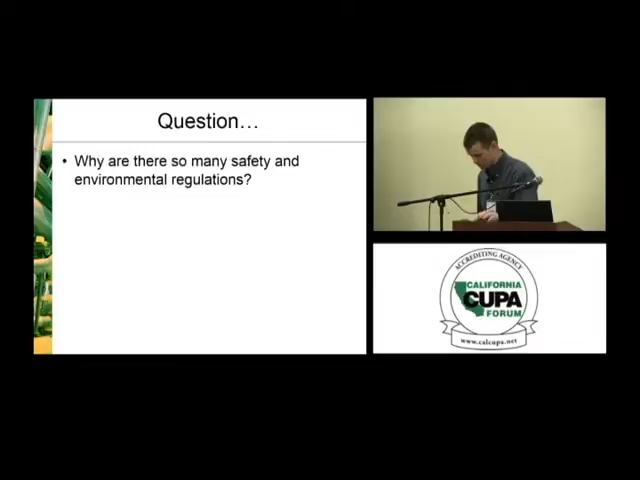 Question…
• Why are there so many safety and
environmental regulations?
ACCREDITING AGENCY
CALIFORNIA
CUPA
FORUM
www.calcupa.net